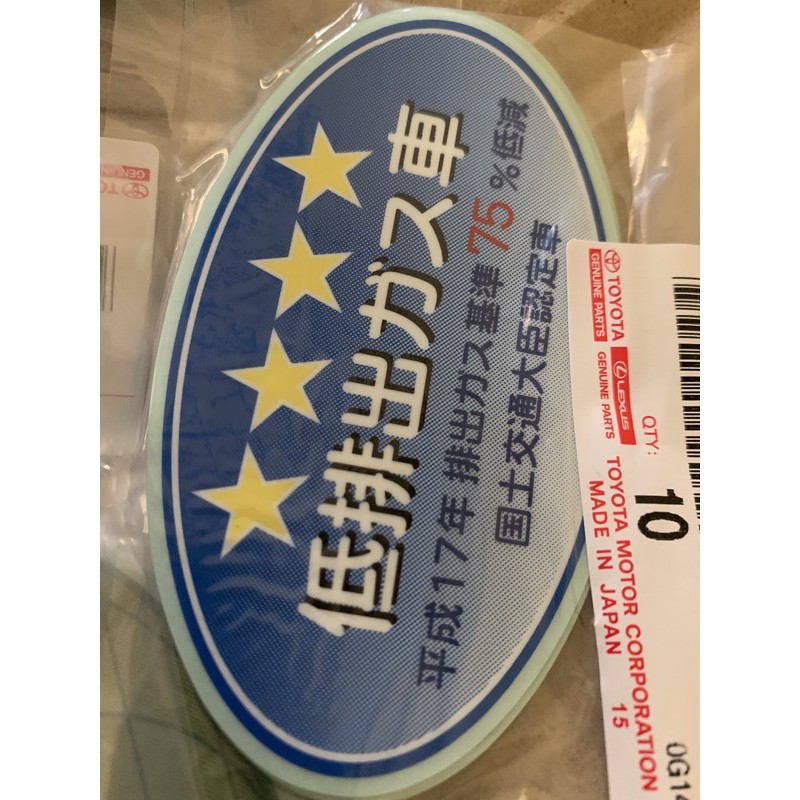 低排出ガス車
平成17年 排出ガス基準 75 %低減
国土交通大臣認定車
TOYOTA
GENUINE PARTS
LEXUS
GENUINE PARTS
QTY:
10
TOYOTA MOTOR CORPORATION
MADE IN JAPAN
15
0G14